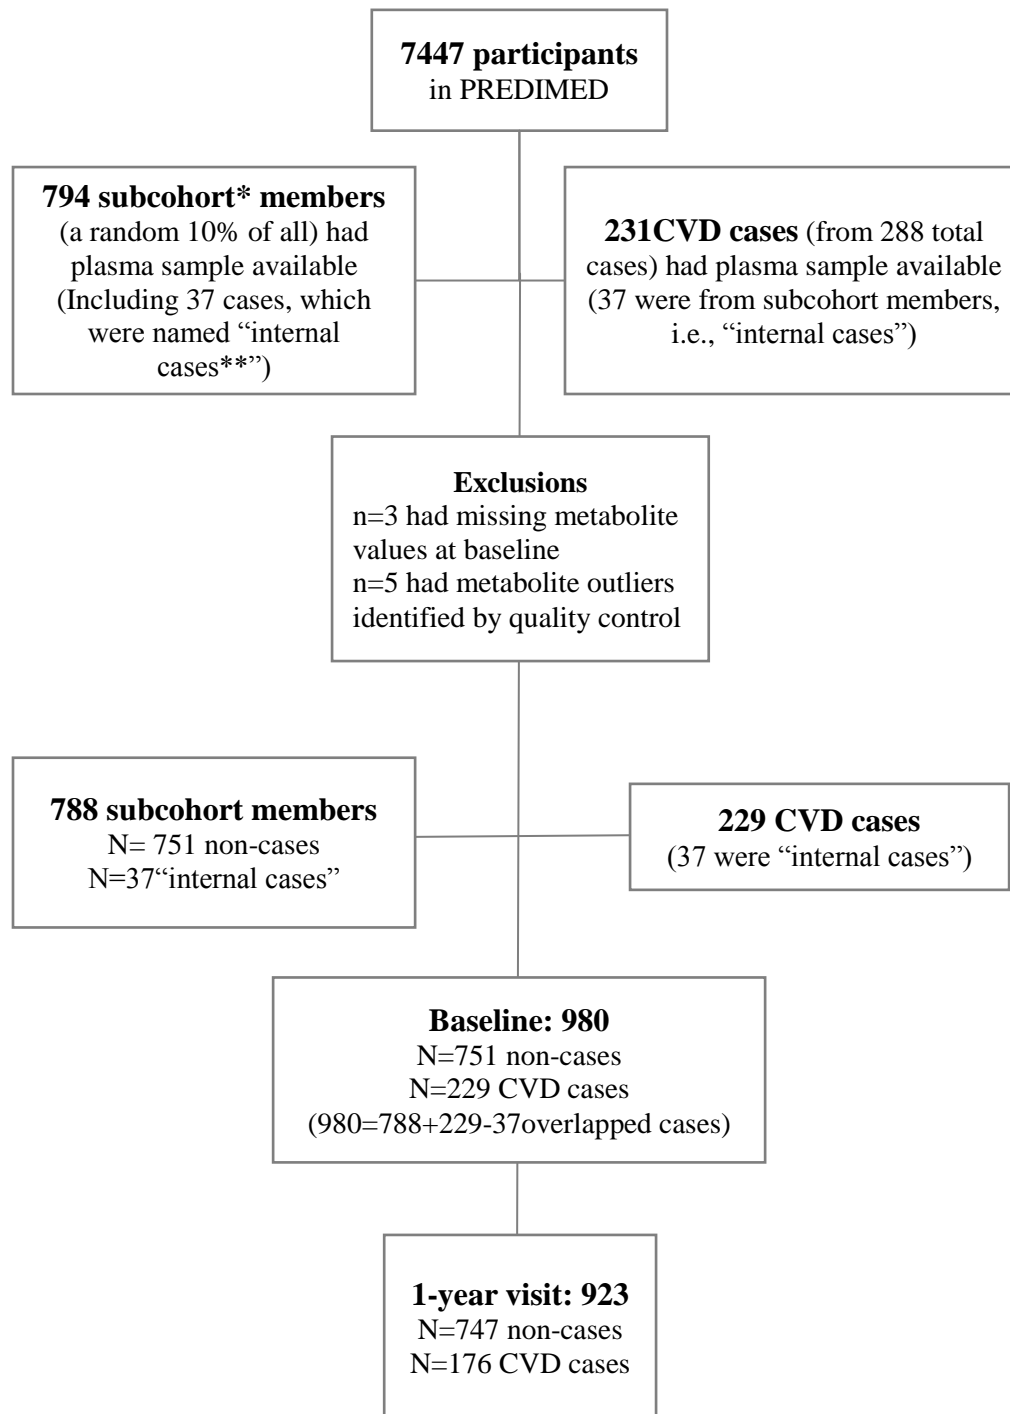 7447 participants
in PREDIMED
794 subcohort* members
(a random 10% of all) had
plasma sample available
(Including 37 cases, which
were named “internal
cases**”)
231CVD cases (from 288 total
cases) had plasma sample available
(37 were from subcohort members,
i.e., “internal cases”)
Exclusions
n=3 had missing metabolite
values at baseline
n=5 had metabolite outliers
identified by quality control
788 subcohort members
N= 751 non-cases
N=37“internal cases”
229 CVD cases
(37 were “internal cases”)
Baseline: 980
N=751 non-cases
N=229 CVD cases
(980=788+229-37overlapped cases)
1-year visit: 923
N=747 non-cases
N=176 CVD cases